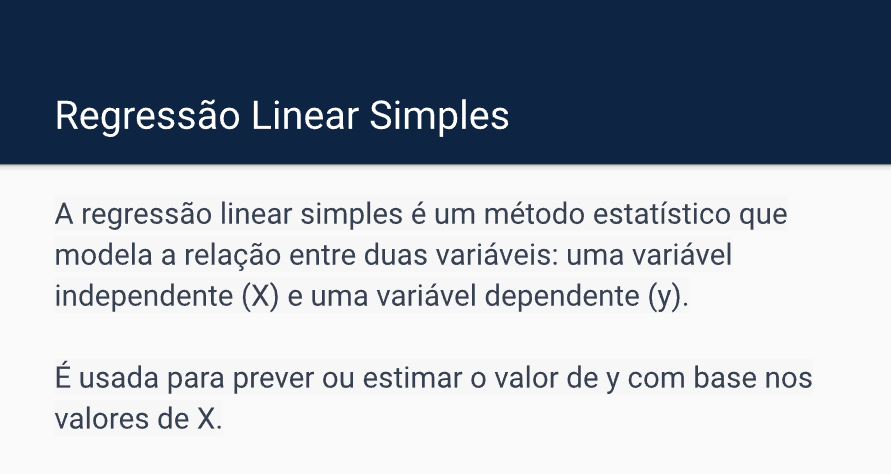 Regressão Linear Simples
A regressão linear simples é um método estatístico que
modela a relação entre duas variáveis: uma variável
independente (X) e uma variável dependente (y).
É usada para prever ou estimar o valor de y com base nos
valores de X.